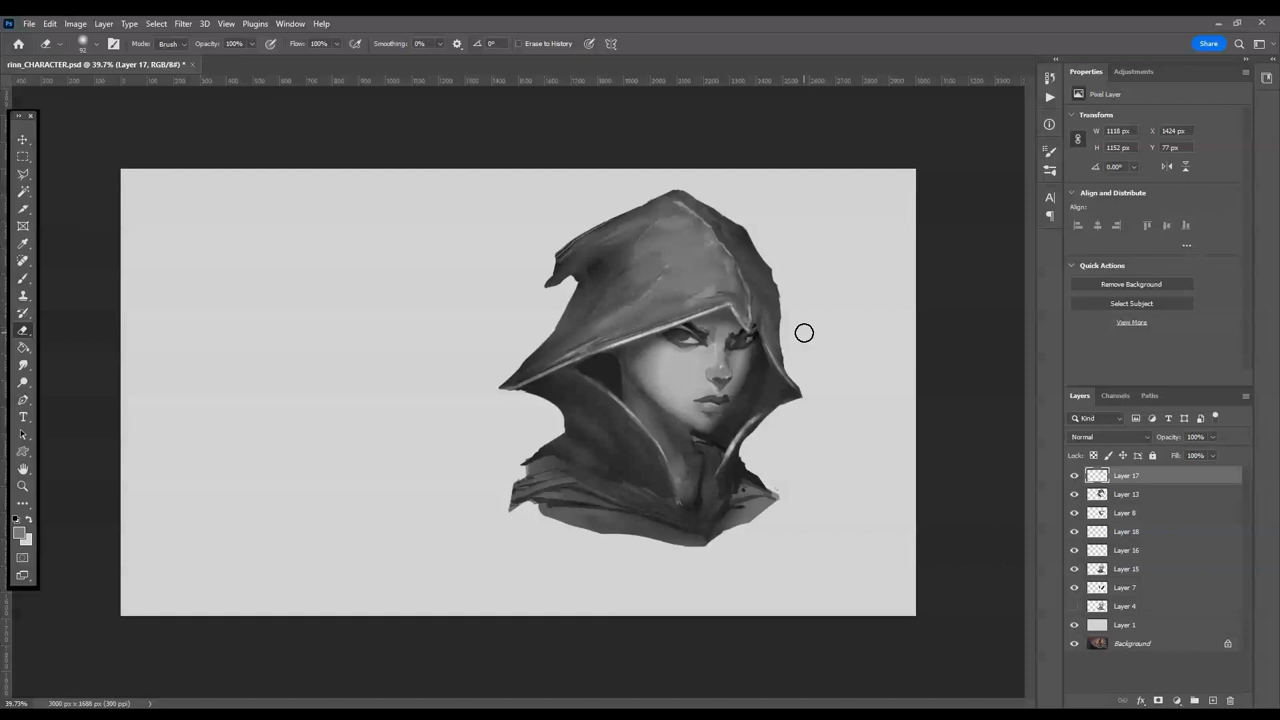 Ps File Edit Image Layer Type Select Filter 3D View Plugins Window Help
92 Mode: Brush Opacity: 100% Flow: 100% Smoothing: 0% 0° Erase to History Share
rinn_CHARACTER.psd @ 39.7% (Layer 17, RGB/8#) *
Properties Adjustments
Pixel Layer
Transform
W 1118 px X 1424 px
H 1152 px Y 77 px
0.00°
Align and Distribute
Align:
Quick Actions
Remove Background
Select Subject
View More
Layers Channels Paths
Kind
Normal Opacity: 100%
Lock: Fill: 100%
Layer 17
Layer 13
Layer 8
Layer 18
Layer 16
Layer 15
Layer 7
Layer 4
Layer 1
Background
39.73% 3000 px x 1686 px (300 ppi)